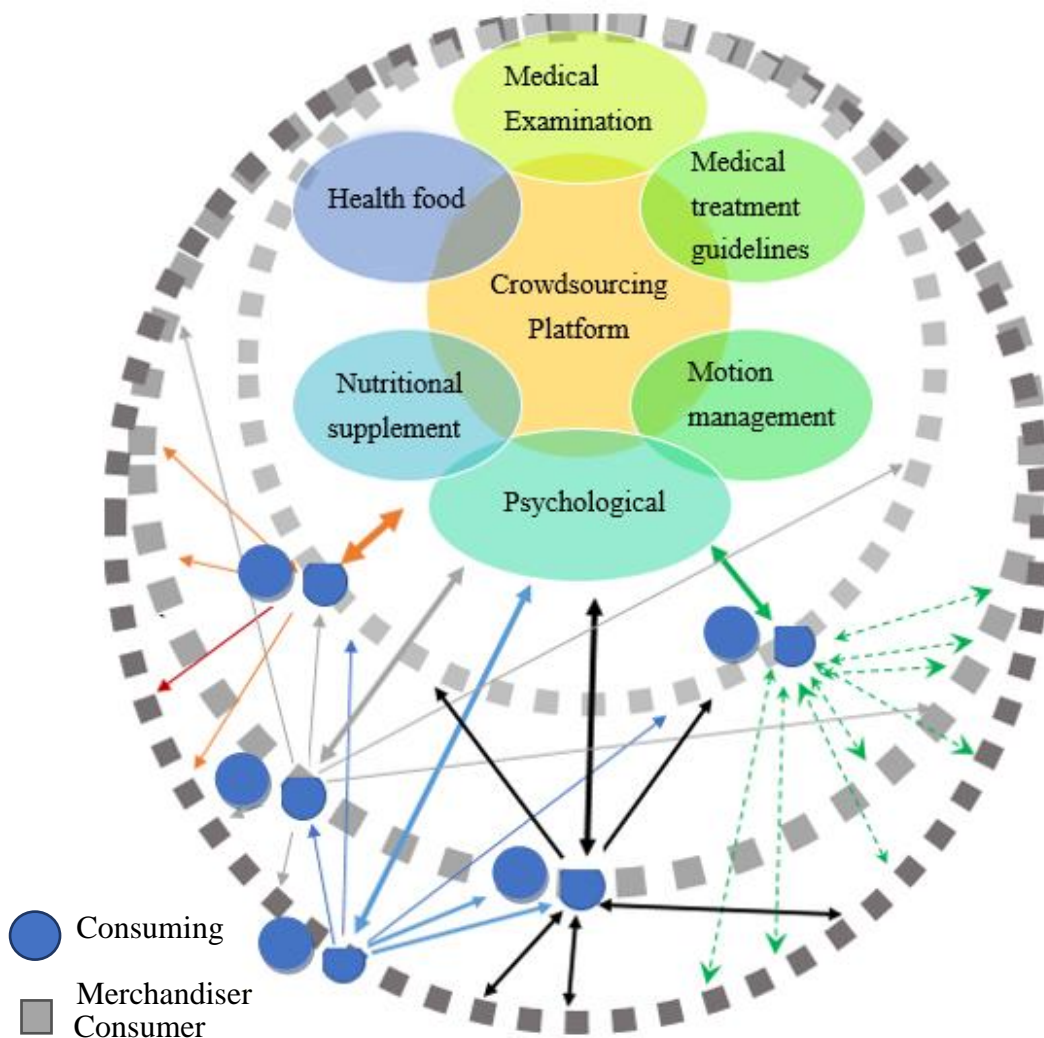 Medical
Examination
Health food
Medical
treatment
guidelines
Crowdsourcing
Platform
Nutritional
supplement
Motion
management
Psychological
Consuming
Merchandiser
Consumer